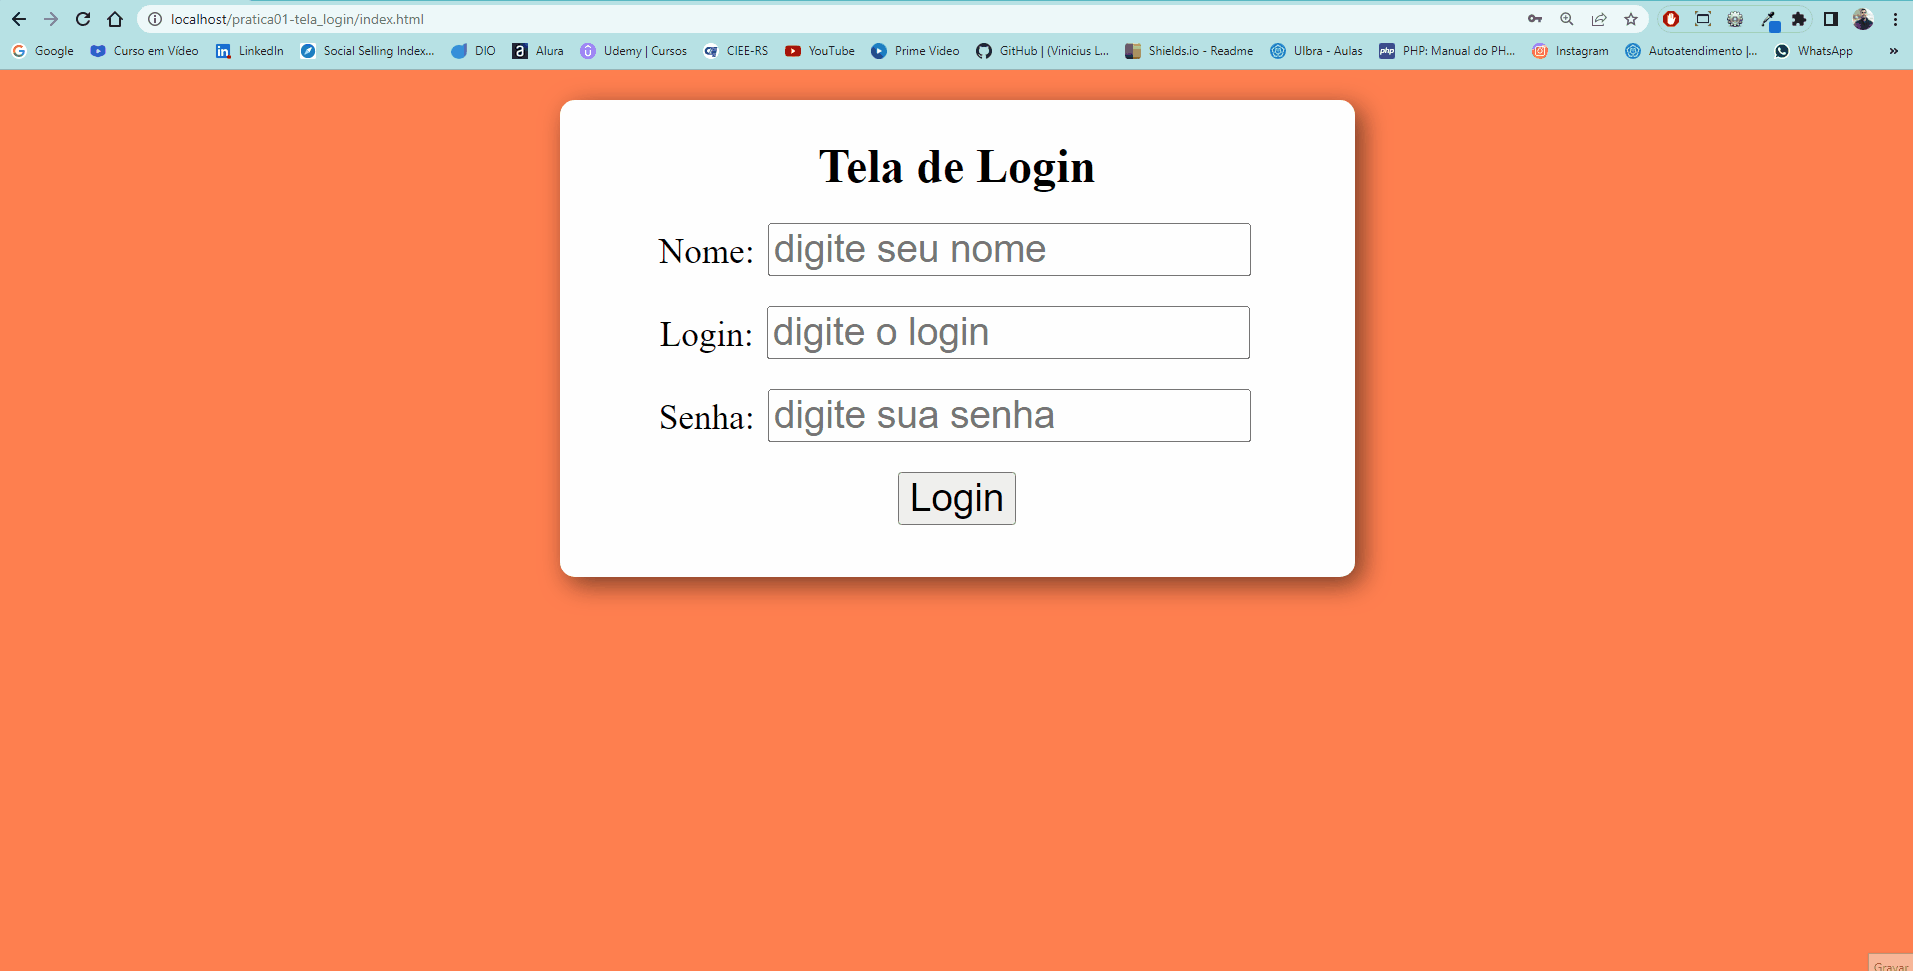 localhost/pratica01-tela_login/index.html
Google Curso em Vídeo LinkedIn Social Selling Index... DIO Alura Udemy | Cursos CIEE-RS YouTube Prime Video GitHub | (Vinicius L... Shields.io - Readme Ulbra - Aulas PHP: Manual do PH... Instagram Autoatendimento |... WhatsApp »
Tela de Login
Nome: digite seu nome
Login: digite o login
Senha: digite sua senha
Login
Gravar